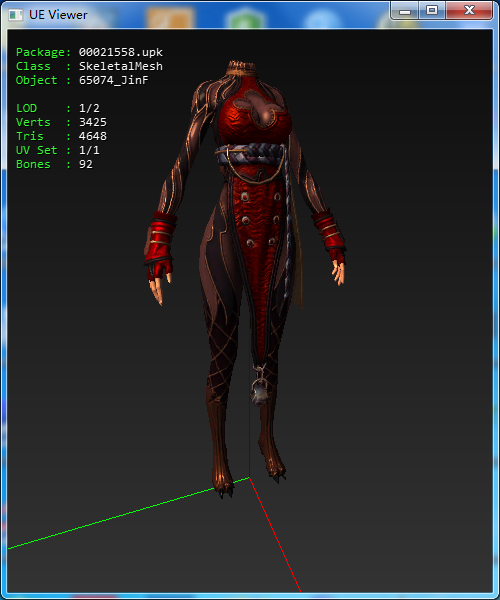 UE Viewer
Package: 00021558.upk
Class  : SkeletalMesh
Object : 65074_JinF
LOD    : 1/2
Verts  : 3425
Tris   : 4648
UV Set : 1/1
Bones  : 92